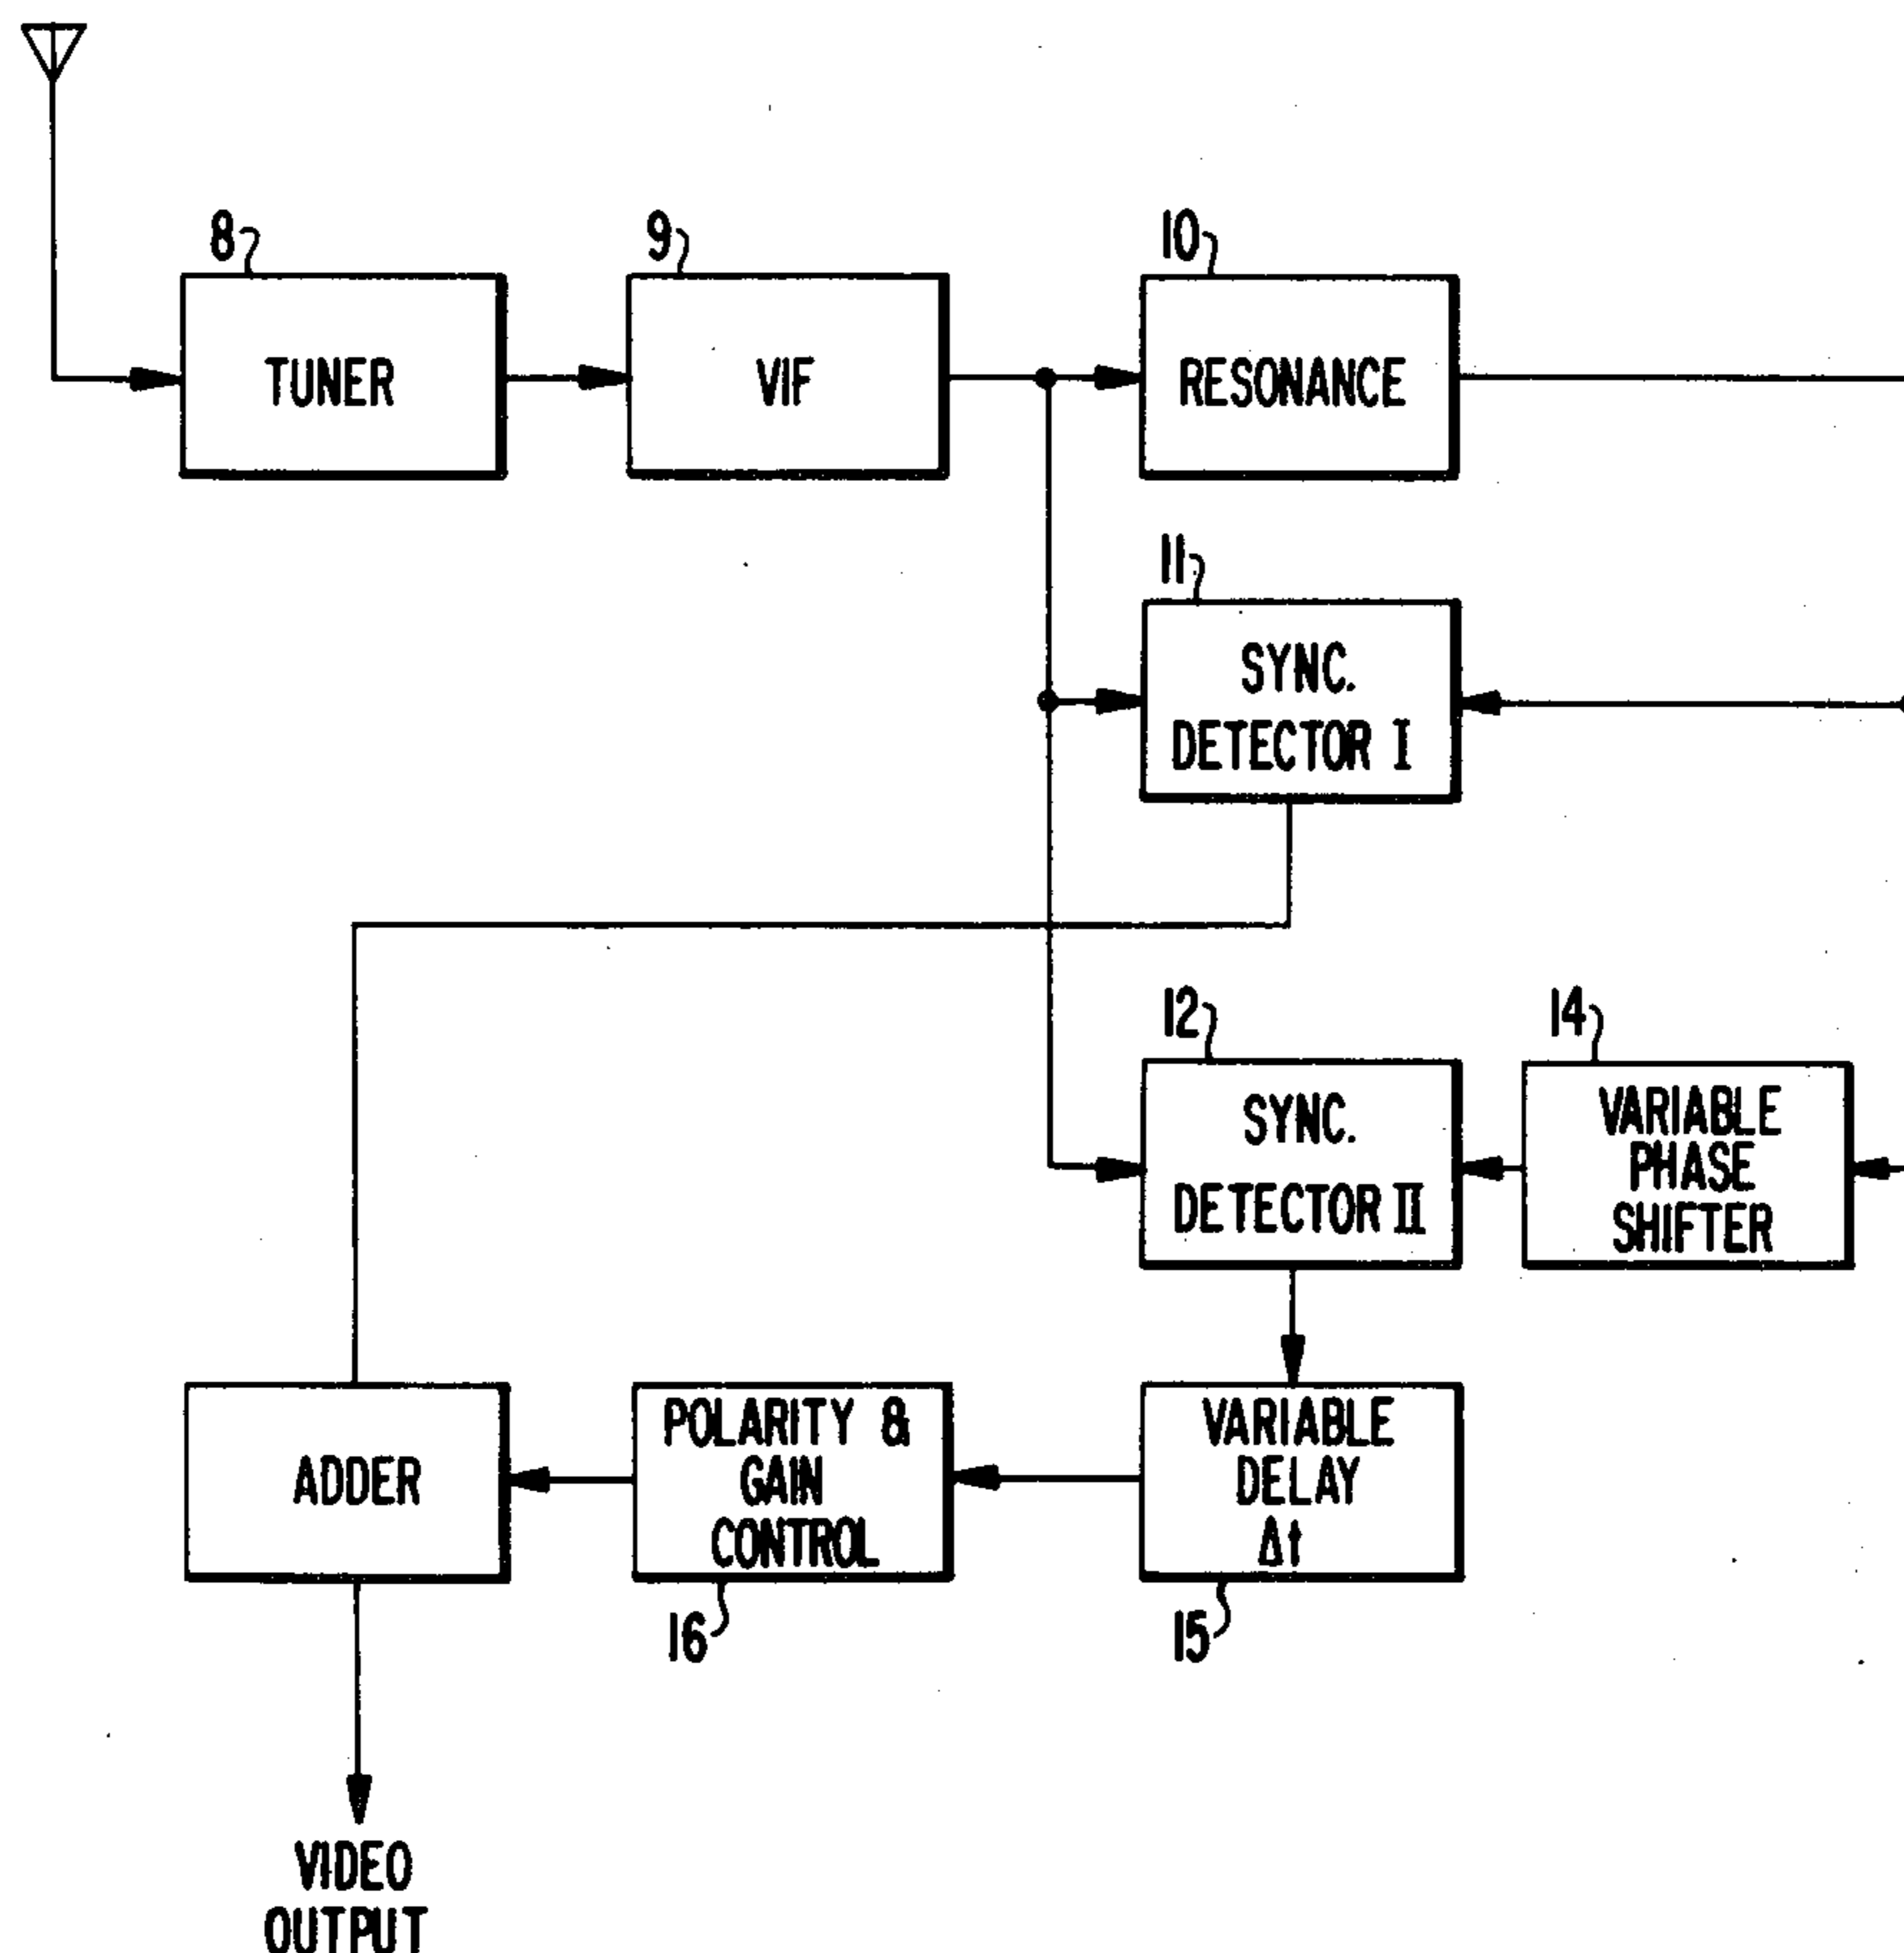 8
9
10
TUNER
VIF
RESONANCE
11
SYNC.
DETECTOR I
12
14
SYNC.
DETECTOR II
VARIABLE
PHASE
SHIFTER
ADDER
POLARITY &
GAIN
CONTROL
VARIABLE
DELAY
Δt
16
15
VIDEO
OUTPUT